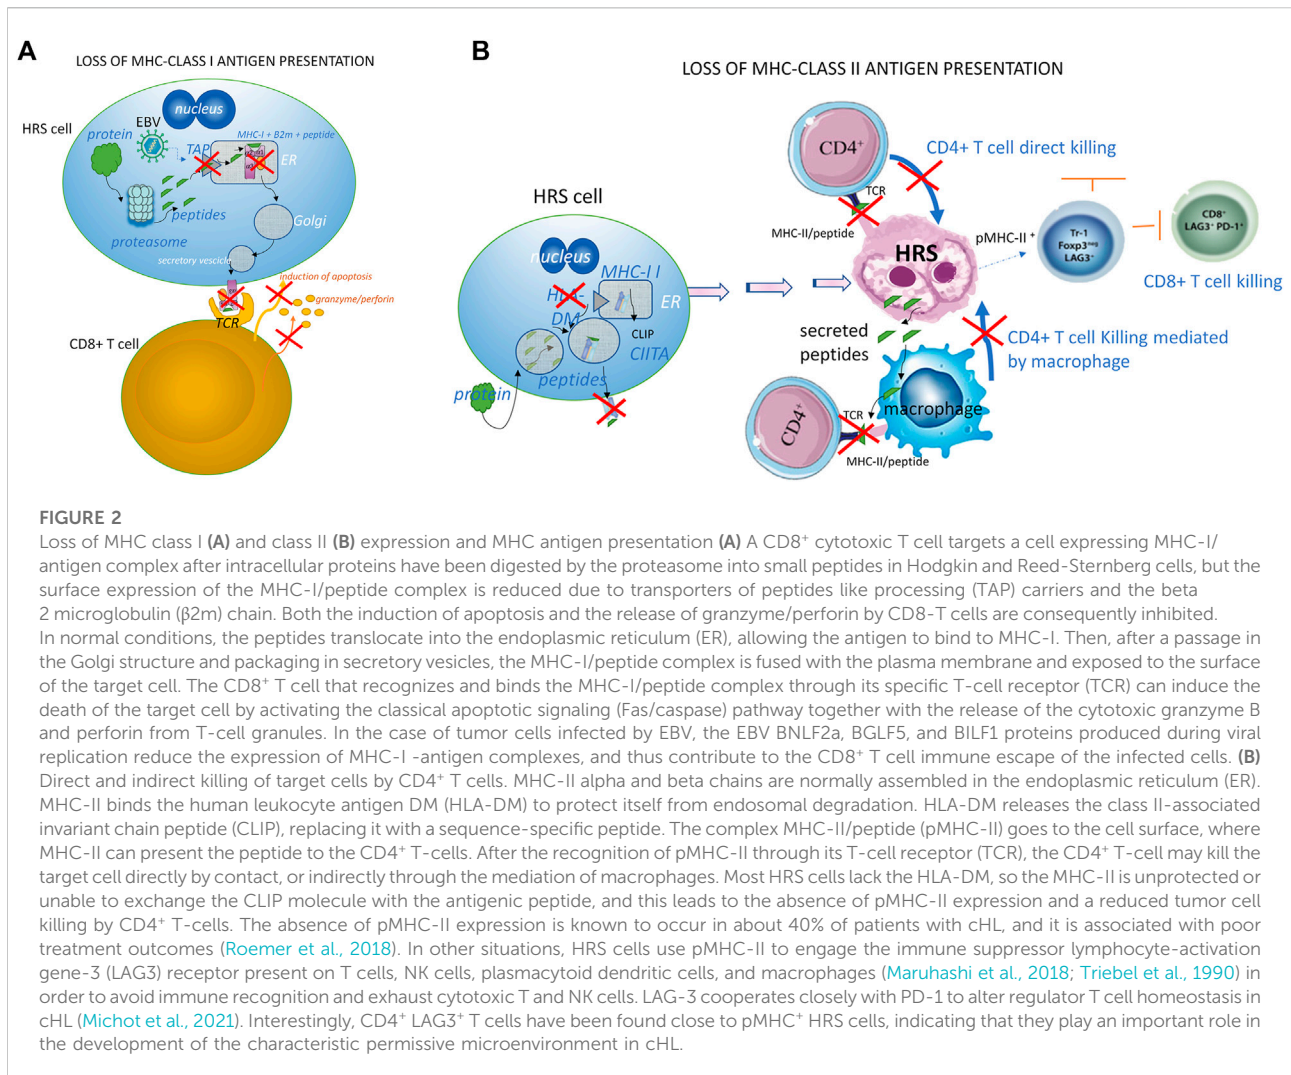 A
LOSS OF MHC-CLASS I ANTIGEN PRESENTATION
nucleus
HRS cell
EBV
protein
TAP
MHC-I + B2m + peptide
ER
peptides
Golgi
proteasome
secretory vescicle
induction of apoptosis
granzyme/perforin
TCR
CD8+ T cell
B
LOSS OF MHC-CLASS II ANTIGEN PRESENTATION
HRS cell
nucleus
MHC-I I
HLA-
DM
ER
CLIP
CIITA
peptides
protein
CD4⁺
TCR
MHC-II/peptide
CD4+ T cell direct killing
HRS
pMHC-II ⁺
Tr-1
Foxp3ⁿᵉᵍ
LAG3⁺
CD8⁺
LAG3⁺ PD-1⁺
CD8+ T cell killing
secreted
peptides
CD4+ T cell Killing mediated
by macrophage
macrophage
CD4⁺
TCR
MHC-II/peptide
FIGURE 2
Loss of MHC class I (A) and class II (B) expression and MHC antigen presentation (A) A CD8⁺ cytotoxic T cell targets a cell expressing MHC-I/
antigen complex after intracellular proteins have been digested by the proteasome into small peptides in Hodgkin and Reed-Sternberg cells, but the
surface expression of the MHC-I/peptide complex is reduced due to transporters of peptides like processing (TAP) carriers and the beta
2 microglobulin (β2m) chain. Both the induction of apoptosis and the release of granzyme/perforin by CD8-T cells are consequently inhibited.
In normal conditions, the peptides translocate into the endoplasmic reticulum (ER), allowing the antigen to bind to MHC-I. Then, after a passage in
the Golgi structure and packaging in secretory vesicles, the MHC-I/peptide complex is fused with the plasma membrane and exposed to the surface
of the target cell. The CD8⁺ T cell that recognizes and binds the MHC-I/peptide complex through its specific T-cell receptor (TCR) can induce the
death of the target cell by activating the classical apoptotic signaling (Fas/caspase) pathway together with the release of the cytotoxic granzyme B
and perforin from T-cell granules. In the case of tumor cells infected by EBV, the EBV BNLF2a, BGLF5, and BILF1 proteins produced during viral
replication reduce the expression of MHC-I -antigen complexes, and thus contribute to the CD8⁺ T cell immune escape of the infected cells. (B)
Direct and indirect killing of target cells by CD4⁺ T cells. MHC-II alpha and beta chains are normally assembled in the endoplasmic reticulum (ER).
MHC-II binds the human leukocyte antigen DM (HLA-DM) to protect itself from endosomal degradation. HLA-DM releases the class II-associated
invariant chain peptide (CLIP), replacing it with a sequence-specific peptide. The complex MHC-II/peptide (pMHC-II) goes to the cell surface, where
MHC-II can present the peptide to the CD4⁺ T-cells. After the recognition of pMHC-II through its T-cell receptor (TCR), the CD4⁺ T-cell may kill the
target cell directly by contact, or indirectly through the mediation of macrophages. Most HRS cells lack the HLA-DM, so the MHC-II is unprotected or
unable to exchange the CLIP molecule with the antigenic peptide, and this leads to the absence of pMHC-II expression and a reduced tumor cell
killing by CD4⁺ T-cells. The absence of pMHC-II expression is known to occur in about 40% of patients with cHL, and it is associated with poor
treatment outcomes (Roemer et al., 2018). In other situations, HRS cells use pMHC-II to engage the immune suppressor lymphocyte-activation
gene-3 (LAG3) receptor present on T cells, NK cells, plasmacytoid dendritic cells, and macrophages (Maruhashi et al., 2018; Triebel et al., 1990) in
order to avoid immune recognition and exhaust cytotoxic T and NK cells. LAG-3 cooperates closely with PD-1 to alter regulator T cell homeostasis in
cHL (Michot et al., 2021). Interestingly, CD4⁺ LAG3⁺ T cells have been found close to pMHC⁺ HRS cells, indicating that they play an important role in
the development of the characteristic permissive microenvironment in cHL.